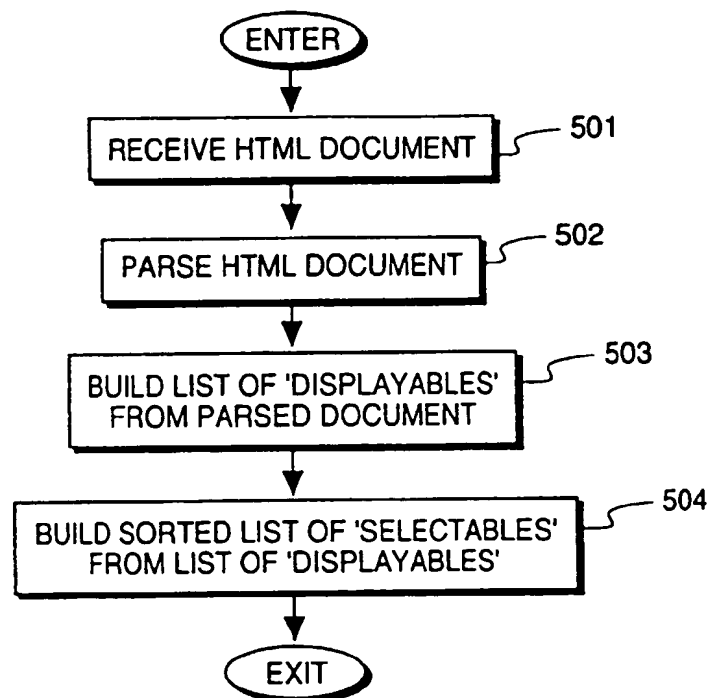 ENTER
RECEIVE HTML DOCUMENT
501
PARSE HTML DOCUMENT
502
BUILD LIST OF 'DISPLAYABLES'
FROM PARSED DOCUMENT
503
BUILD SORTED LIST OF 'SELECTABLES'
FROM LIST OF 'DISPLAYABLES'
504
EXIT